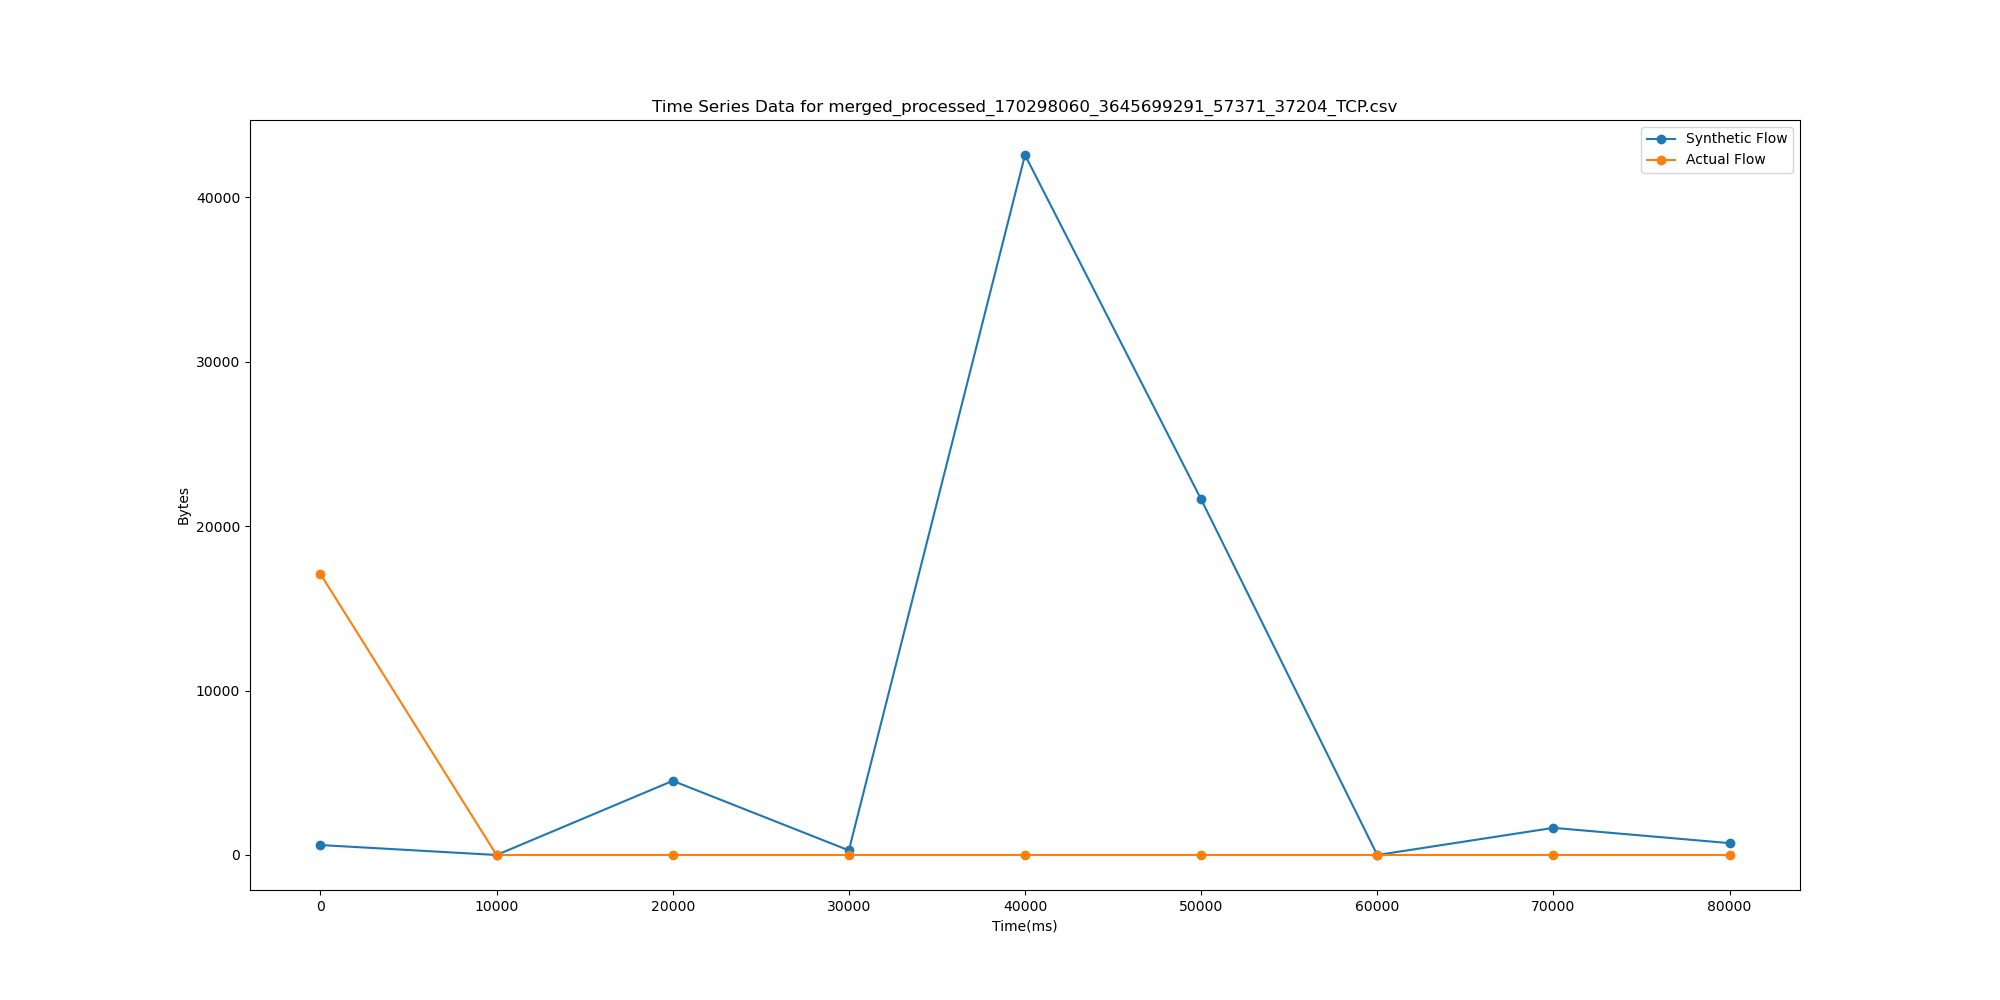 Time Series Data for merged_processed_170298060_3645699291_57371_37204_TCP.csv
Synthetic Flow
Actual Flow
Bytes
40000
30000
20000
10000
0
0 10000 20000 30000 40000 50000 60000 70000 80000
Time(ms)